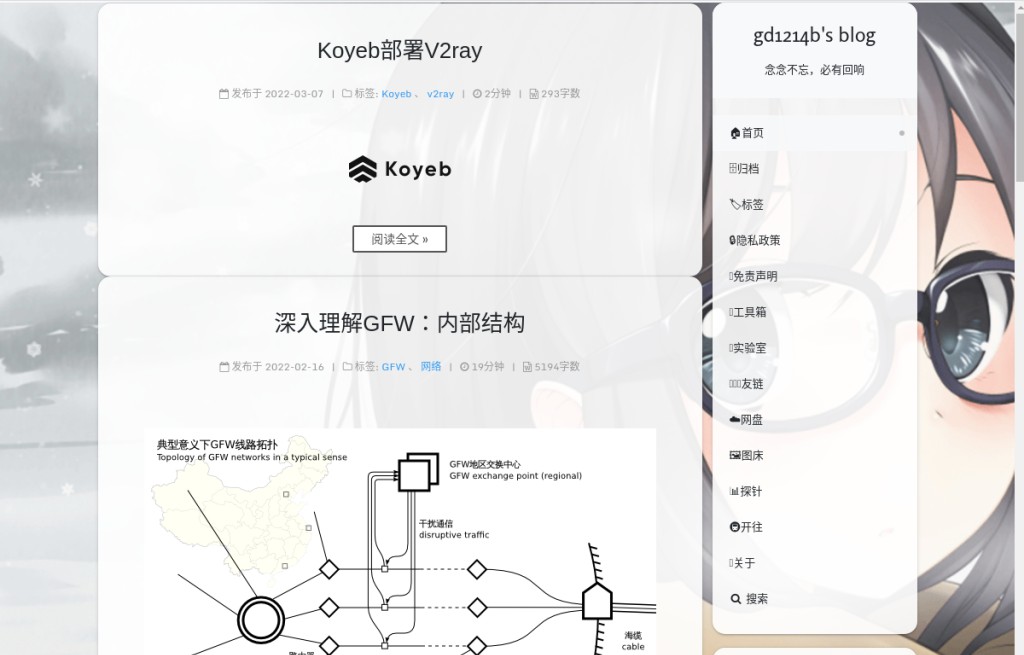 Koyeb部署V2ray
发布于 2022-03-07 | 标签: Koyeb 、 v2ray | 2分钟 | 293字数
Koyeb
阅读全文 »
深入理解GFW：内部结构
发布于 2022-02-16 | 标签: GFW 、 网络 | 19分钟 | 5194字数
典型意义下GFW线路拓扑
Topology of GFW networks in a typical sense
GFW地区交换中心
GFW exchange point (regional)
干扰通信
disruptive traffic
海缆
cable
gd1214b's blog
念念不忘，必有回响
首页
归档
标签
隐私政策
免责声明
工具箱
实验室
友链
网盘
图床
探针
开往
关于
搜索